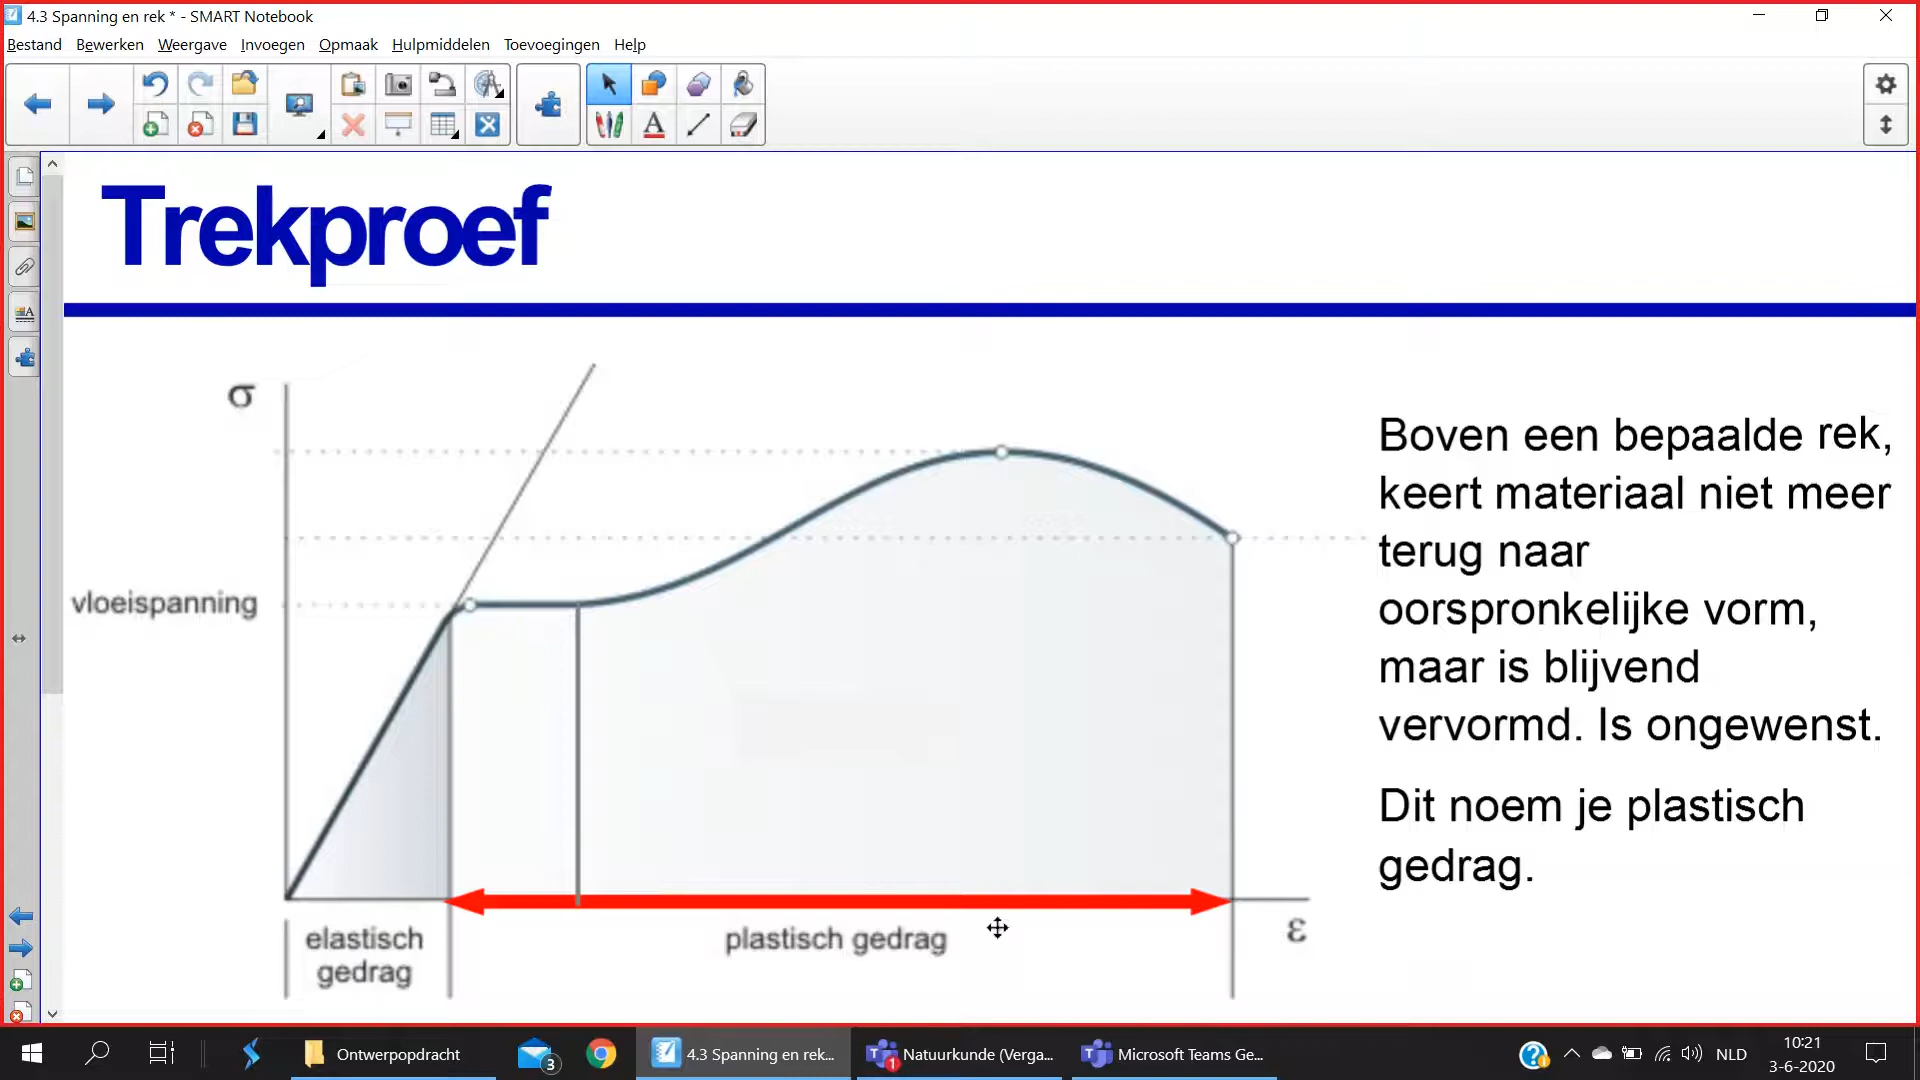 4.3 Spanning en rek * - SMART Notebook
Bestand Bewerken Weergave Invoegen Opmaak Hulpmiddelen Toevoegingen Help
Trekproef
σ
vloeispanning
elastisch
gedrag
plastisch gedrag
ε
Boven een bepaalde rek,
keert materiaal niet meer
terug naar
oorspronkelijke vorm,
maar is blijvend
vervormd. Is ongewenst.
Dit noem je plastisch
gedrag.
Ontwerpopdracht
3
4.3 Spanning en rek...
1
Natuurkunde (Verga...
Microsoft Teams Ge...
NLD
10:21
3-6-2020